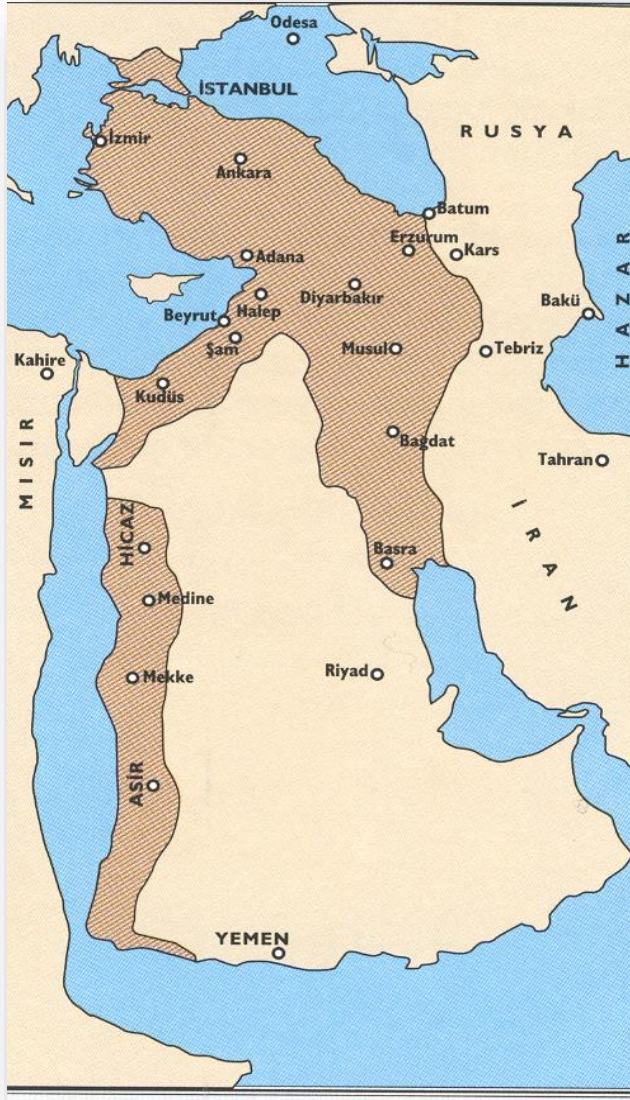 Odesa
İSTANBUL
İzmir
RUSYA
Ankara
Batum
Erzurum
Kars
Adana
HAZAR
Diyarbakır
Halep
Bakü
Beyrut
Şam
Musul
Tebriz
Kahire
Kudüs
MISIR
Bağdat
Tahran
İRAN
HİCAZ
Basra
Medine
Mekke
Riyad
ASİR
YEMEN